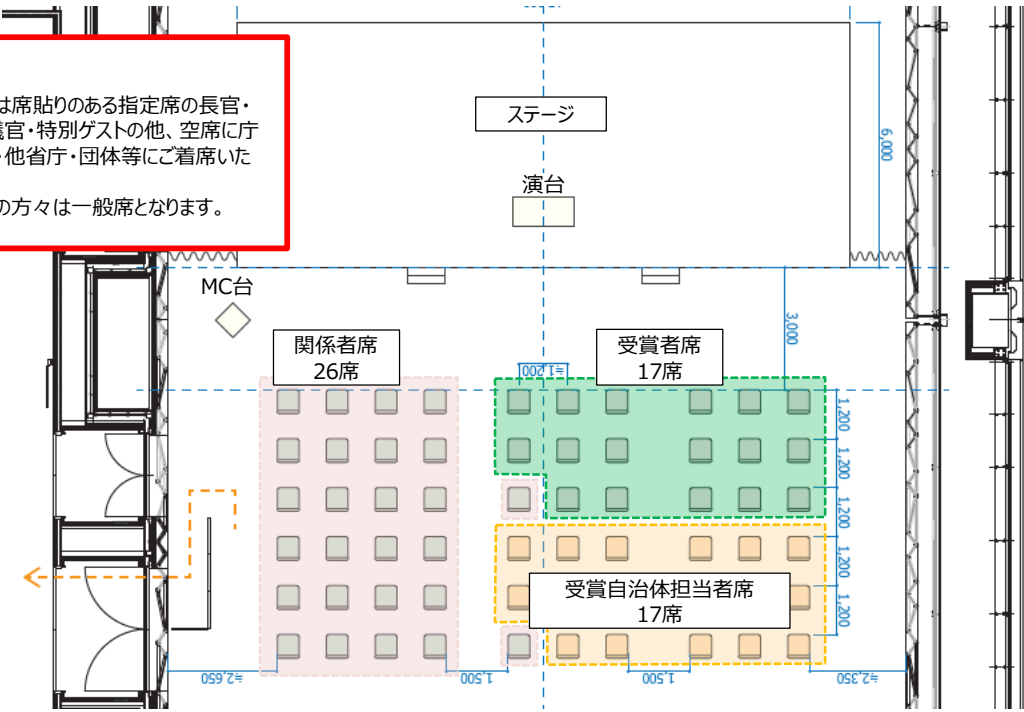 は席貼りのある指定席の長官・
官・特別ゲストの他、空席に庁
・他省庁・団体等にご着席いた
の方々は一般席となります。
ステージ
6,000
演台
MC台
3,000
関係者席
26席
受賞者席
17席
≒1,200
1,200
1,200
1,200
1,200
1,200
受賞自治体担当者席
17席
≒2,650
1,500
1,500
≒2,350